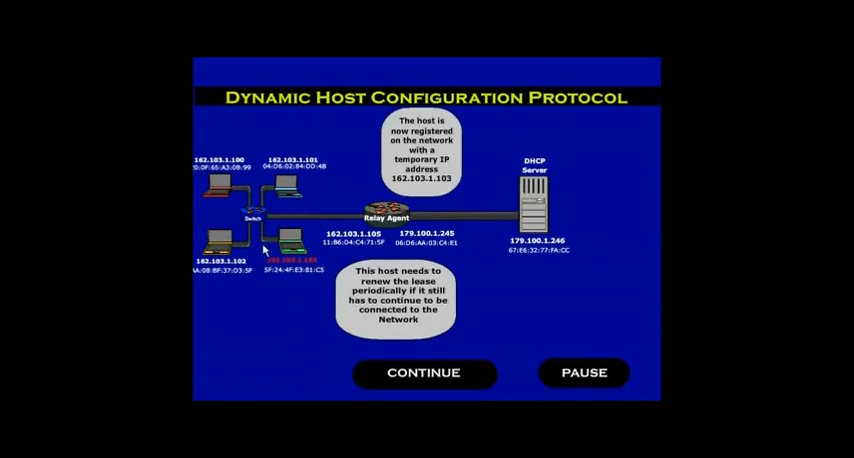 DYNAMIC HOST CONFIGURATION PROTOCOL
The host is
now registered
on the network
with a
temporary IP
address
162.103.1.103
162.103.1.100
162.103.1.101
04:D6:02:84:DD:4B
DHCP
Server
Switch
Relay Agent
162.103.1.105
11:B6:D4:C4:71:5F
179.100.1.245
06:D6:AA:03:C4:E1
179.100.1.246
67:E6:32:77:FA:CC
162.103.1.102
AA:08:BF:37:D3:5F
5F:24:4F:E3:81:C5
This host needs to
renew the lease
periodically if it still
has to continue to be
connected to the
Network
CONTINUE
PAUSE